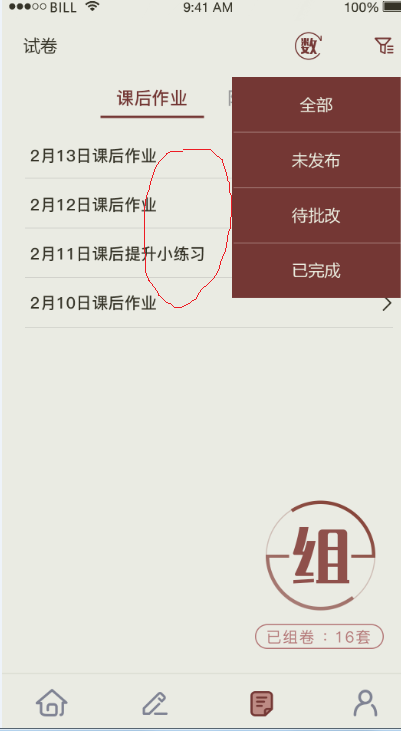 BILL 9:41 AM 100%
试卷 数
课后作业
全部
2月13日课后作业
未发布
2月12日课后作业
待批改
2月11日课后提升小练习
已完成
2月10日课后作业
组
已组卷：16套